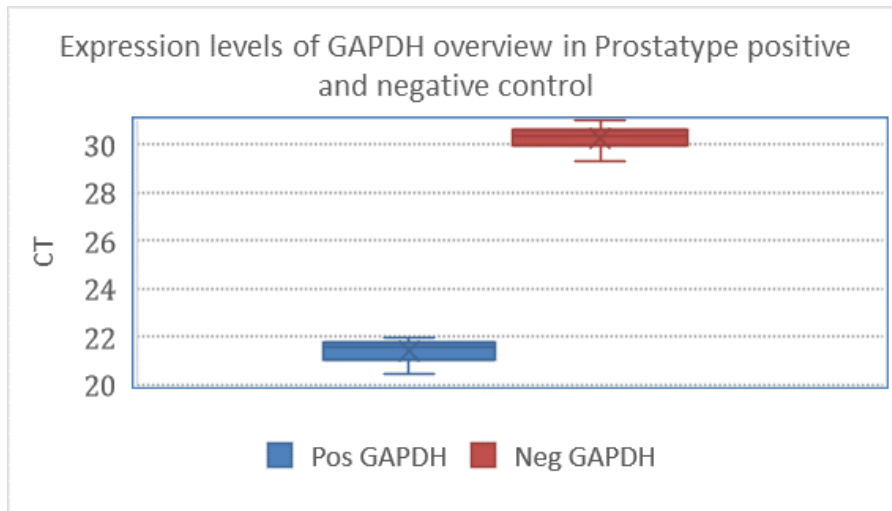 Expression levels of GAPDH overview in Prostatype positive
and negative control
30
28
26
24
22
20
CT
Pos GAPDH
Neg GAPDH